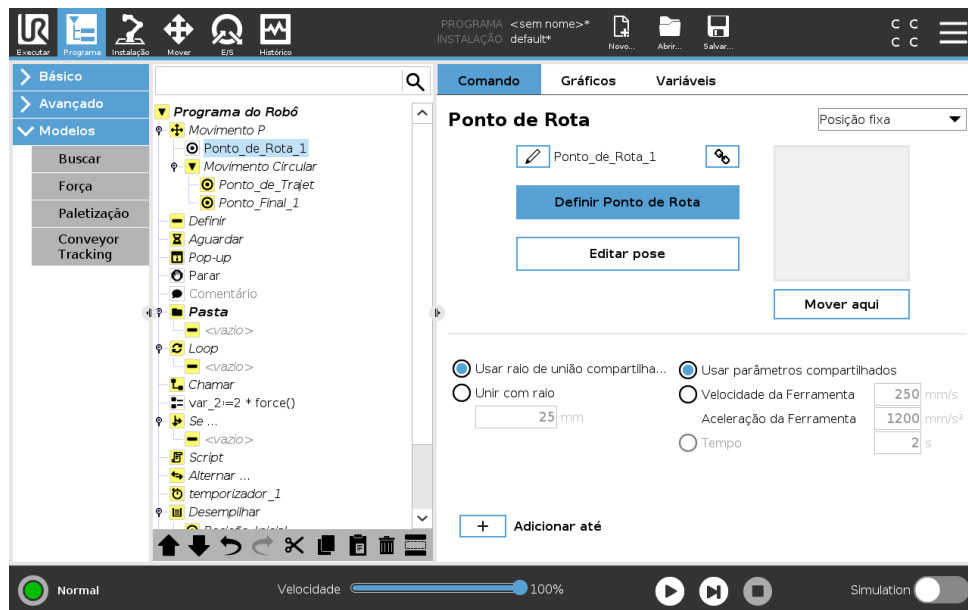 PROGRAMA <sem nome>*
INSTALAÇÃO default*
Executar
Programa
Instalação
Mover
E/S
Histórico
Novo...
Abrir...
Salvar...
C C
C C
Básico
Avançado
Modelos
Buscar
Força
Paletização
Conveyor
Tracking
Programa do Robô
Movimento P
Ponto_de_Rota_1
Movimento Circular
Ponto_de_Trajet
Ponto_Final_1
Definir
Aguardar
Pop-up
Parar
Comentário
Pasta
<vazio>
Loop
<vazio>
Chamar
var_2≔2 * force()
Se ...
<vazio>
Script
Alternar ...
temporizador_1
Desempilhar
Comando
Gráficos
Variáveis
Ponto de Rota
Posição fixa
Ponto_de_Rota_1
Definir Ponto de Rota
Editar pose
Mover aqui
Usar raio de união compartilha...
Unir com raio
25 mm
Usar parâmetros compartilhados
Velocidade da Ferramenta 250 mm/s
Aceleração da Ferramenta 1200 mm/s²
Tempo 2 s
+ Adicionar até
Normal
Velocidade
100%
Simulation